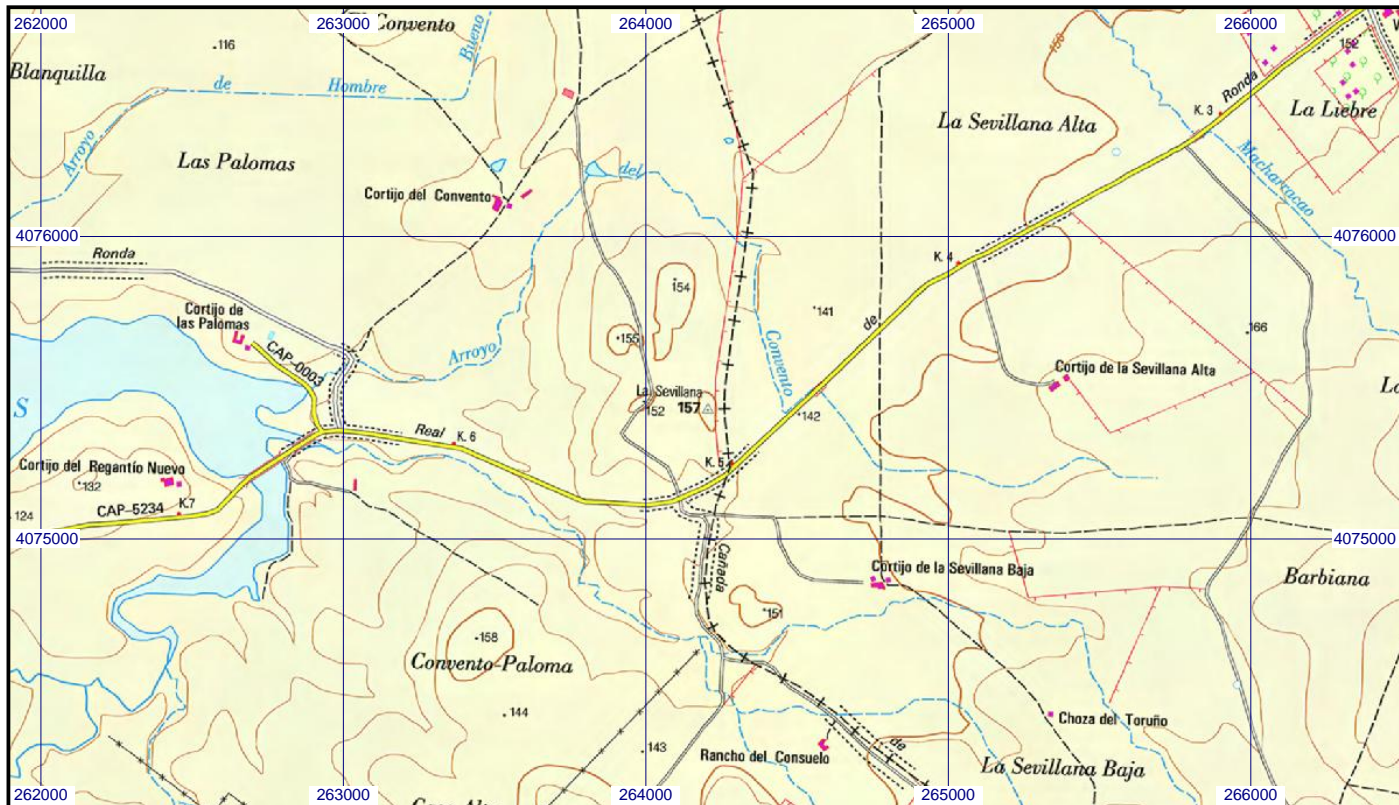 262000
263000
264000
265000
266000
Convento
Bueno
116
Blanquilla
de
Hombre
150
152
Ronda
K. 3
La Liebre
La Sevillana Alta
Arroyo
Las Palomas
del
Macharcacao
Cortijo del Convento
4076000
4076000
Ronda
K. 4
154
141
Cortijo de
las Palomas
de
166
155
Convento
CAP-0003
Arroyo
Cortijo de la Sevillana Alta
La Sevillana
157
152
142
S
Real
K. 6
K. 5
Cortijo del Regantío Nuevo
132
K.7
CAP-5234
124
4075000
4075000
Cañada
Cortijo de la Sevillana Baja
Barbiana
151
158
Convento-Paloma
144
Choza del Toruño
143
Rancho del Consuelo
de
La Sevillana Baja
262000
263000
264000
265000
266000